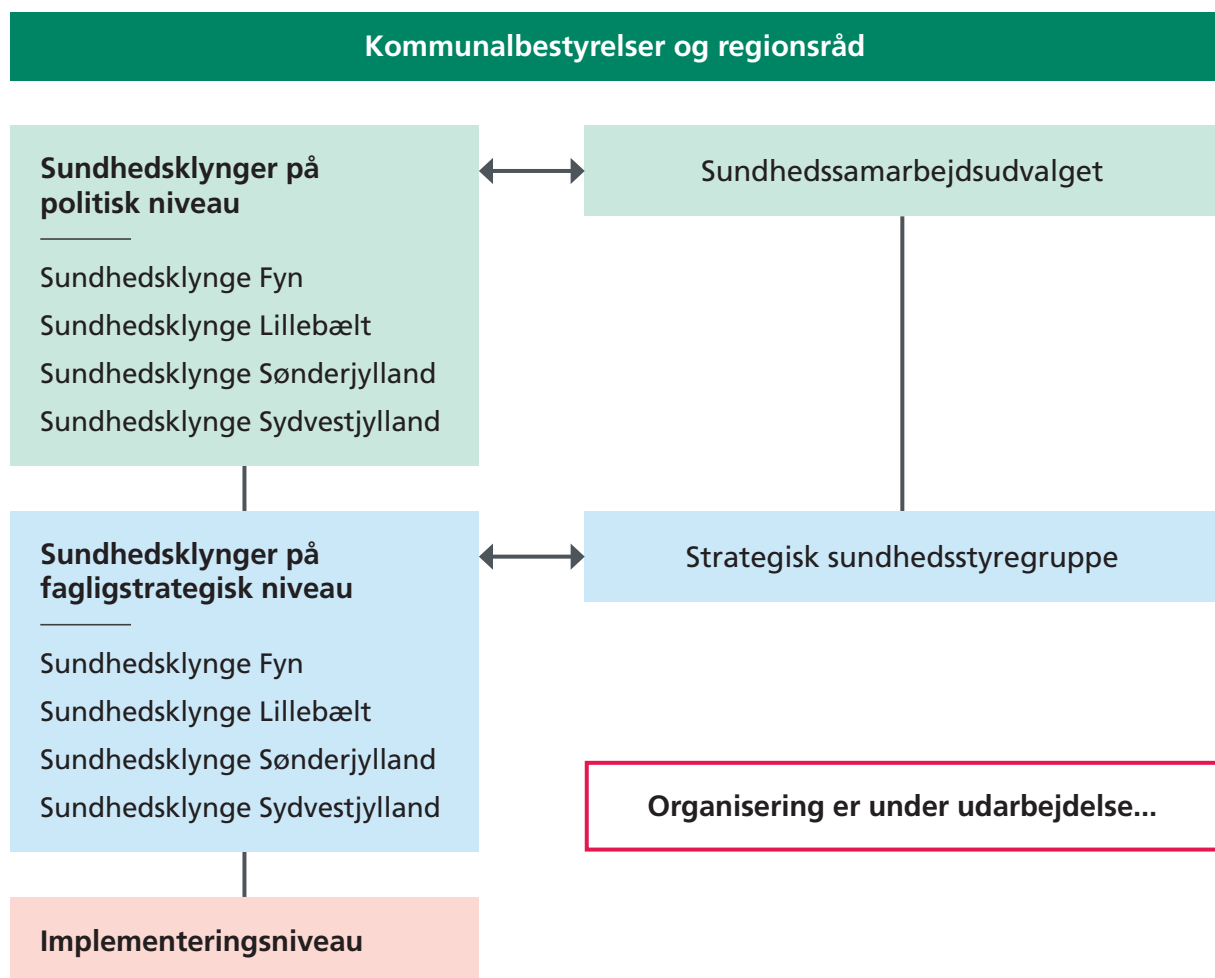 Kommunalbestyrelser og regionsråd
Sundhedsklynger på
politisk niveau
Sundhedsklynge Fyn
Sundhedsklynge Lillebælt
Sundhedsklynge Sønderjylland
Sundhedsklynge Sydvestjylland
Sundhedssamarbejdsudvalget
Sundhedsklynger på
fagligstrategisk niveau
Sundhedsklynge Fyn
Sundhedsklynge Lillebælt
Sundhedsklynge Sønderjylland
Sundhedsklynge Sydvestjylland
Strategisk sundhedsstyregruppe
Organisering er under udarbejdelse...
Implementeringsniveau